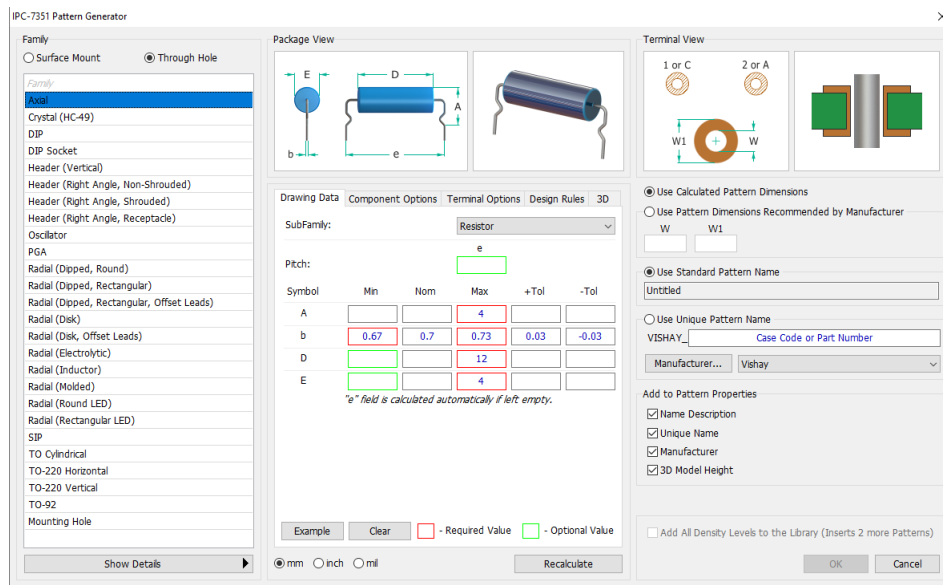 IPC-7351 Pattern Generator
Family
Surface Mount Through Hole
Family
Axial
Crystal (HC-49)
DIP
DIP Socket
Header (Vertical)
Header (Right Angle, Non-Shrouded)
Header (Right Angle, Shrouded)
Header (Right Angle, Receptacle)
Oscillator
PGA
Radial (Dipped, Round)
Radial (Dipped, Rectangular)
Radial (Dipped, Rectangular, Offset Leads)
Radial (Disk)
Radial (Disk, Offset Leads)
Radial (Electrolytic)
Radial (Inductor)
Radial (Molded)
Radial (Round LED)
Radial (Rectangular LED)
SIP
TO Cylindrical
TO-220 Horizontal
TO-220 Vertical
TO-92
Mounting Hole
Show Details
Package View
E D
A
b e
Drawing Data Component Options Terminal Options Design Rules 3D
SubFamily: Resistor
e
Pitch:
Symbol Min Nom Max +Tol -Tol
A 4
b 0.67 0.7 0.73 0.03 -0.03
D 12
E 4
"e" field is calculated automatically if left empty.
Example Clear - Required Value - Optional Value
mm inch mil Recalculate
Terminal View
1 or C 2 or A
W1 W
Use Calculated Pattern Dimensions
Use Pattern Dimensions Recommended by Manufacturer
W W1
Use Standard Pattern Name
Untitled
Use Unique Pattern Name
VISHAY_ Case Code or Part Number
Manufacturer... Vishay
Add to Pattern Properties
Name Description
Unique Name
Manufacturer
3D Model Height
Add All Density Levels to the Library (Inserts 2 more Patterns)
OK Cancel